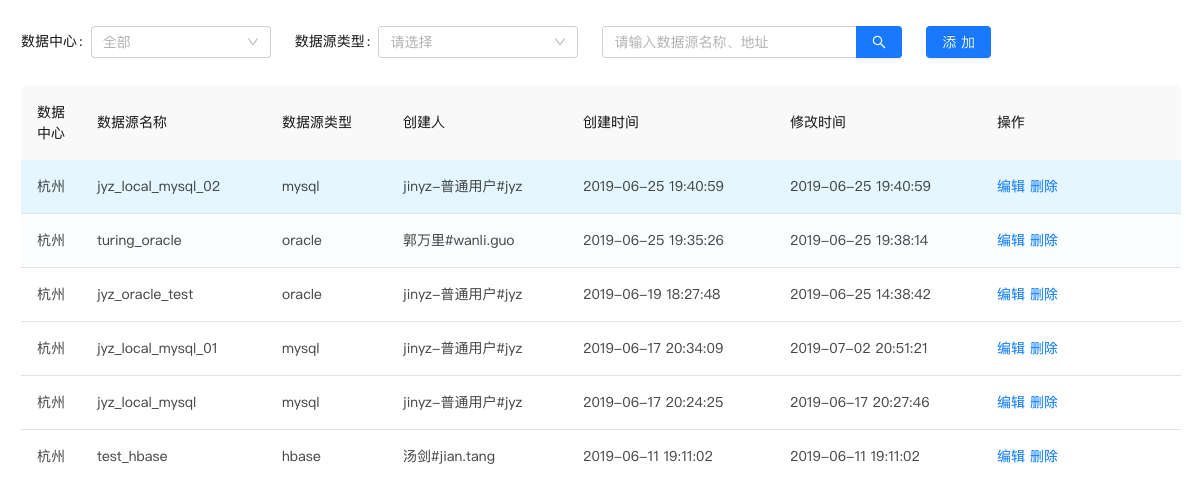 数据中心: 全部 数据源类型: 请选择 请输入数据源名称、地址 添 加
数据中心 数据源名称 数据源类型 创建人 创建时间 修改时间 操作
杭州 jyz_local_mysql_02 mysql jinyz-普通用户#jyz 2019-06-25 19:40:59 2019-06-25 19:40:59 编辑 删除
杭州 turing_oracle oracle 郭万里#wanli.guo 2019-06-25 19:35:26 2019-06-25 19:38:14 编辑 删除
杭州 jyz_oracle_test oracle jinyz-普通用户#jyz 2019-06-19 18:27:48 2019-06-25 14:38:42 编辑 删除
杭州 jyz_local_mysql_01 mysql jinyz-普通用户#jyz 2019-06-17 20:34:09 2019-07-02 20:51:21 编辑 删除
杭州 jyz_local_mysql mysql jinyz-普通用户#jyz 2019-06-17 20:24:25 2019-06-17 20:27:46 编辑 删除
杭州 test_hbase hbase 汤剑#jian.tang 2019-06-11 19:11:02 2019-06-11 19:11:02 编辑 删除